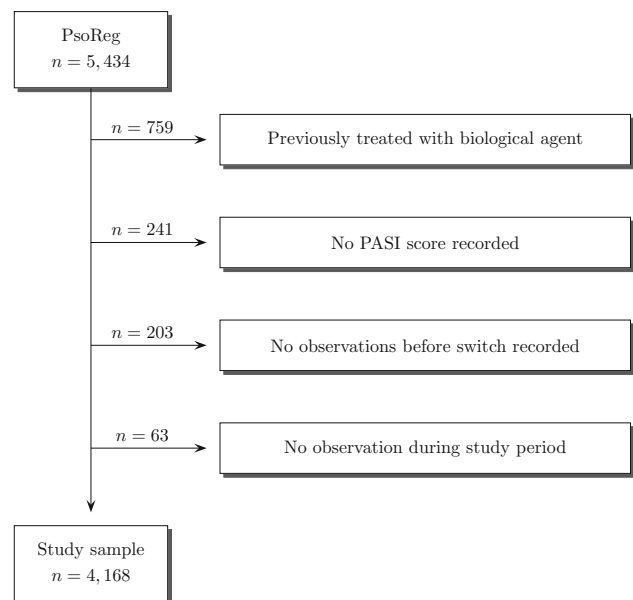 PsoReg
n = 5, 434
n = 759
Previously treated with biological agent
n = 241
No PASI score recorded
n = 203
No observations before switch recorded
n = 63
No observation during study period
Study sample
n = 4, 168